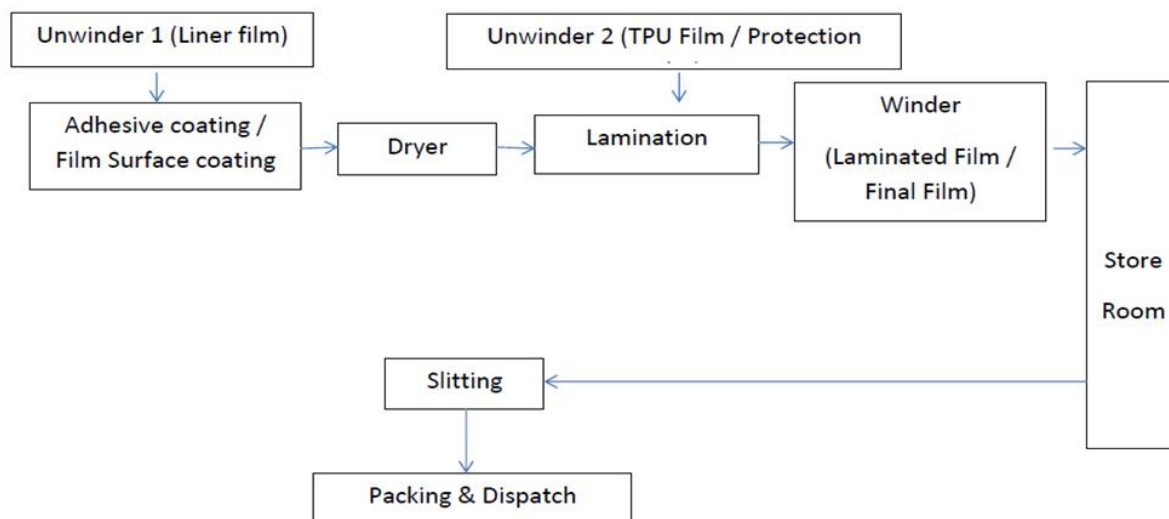 Unwinder 1 (Liner film)
Unwinder 2 (TPU Film / Protection
Adhesive coating /
Film Surface coating
Dryer
Lamination
Winder
(Laminated Film /
Final Film)
Store
Room
Slitting
Packing & Dispatch